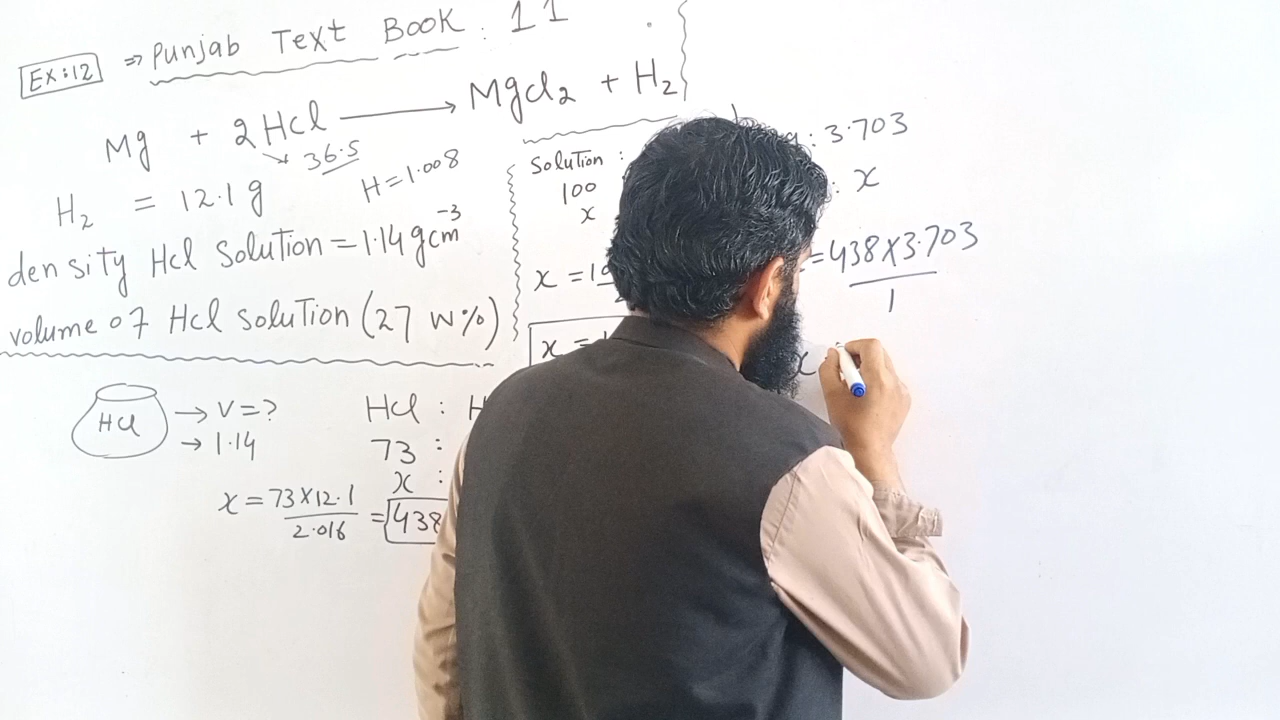 Ex:12 ⇒ Punjab Text Book : 11
Mg + 2HCl ⟶ MgCl₂ + H₂
→ 36.5
H₂ = 12.1 g
H = 1.008
density HCl solution = 1.14 gcm⁻³
volume of HCl solution (27 w%)
HCl → V = ?
→ 1.14
HCl : H
73 :
x :
x = 73×12.1 / 2.016 = 438
Solution :
100
x
x =
x =
: 3.703
: x
= 438×3.703 / 1
x